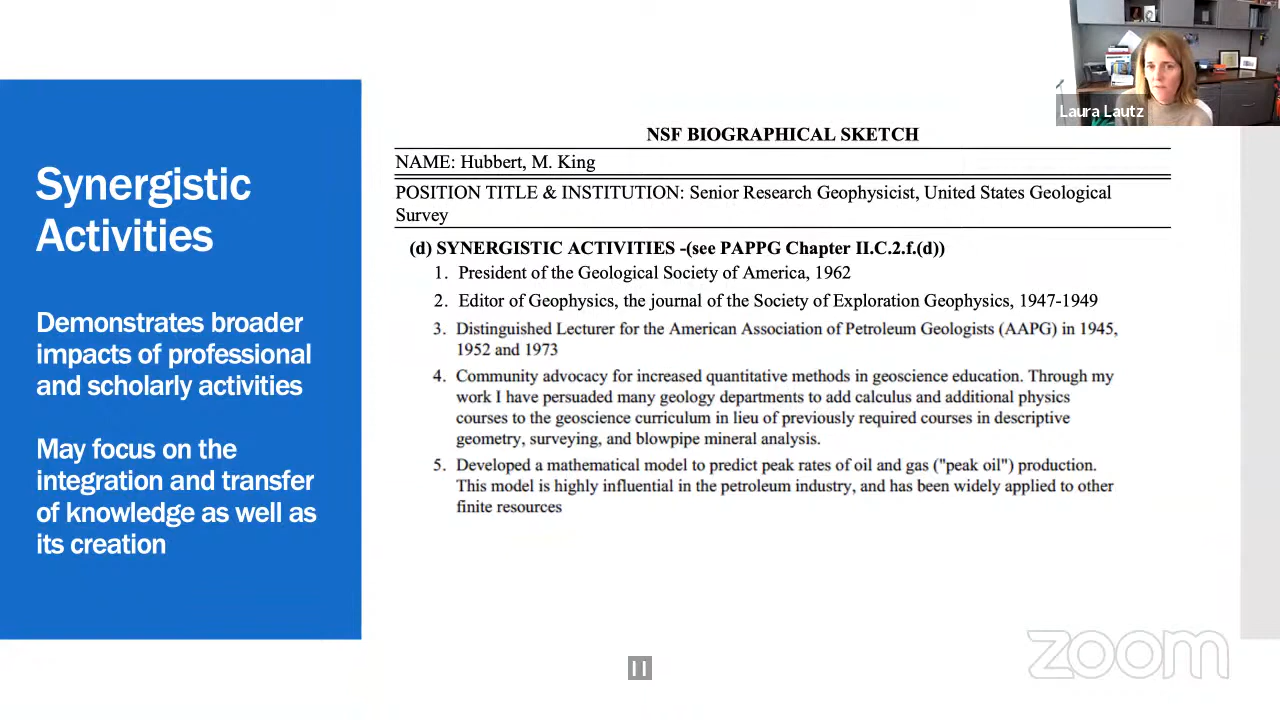 Laura Lautz
Synergistic
Activities
Demonstrates broader
impacts of professional
and scholarly activities
May focus on the
integration and transfer
of knowledge as well as
its creation
NSF BIOGRAPHICAL SKETCH
NAME: Hubbert, M. King
POSITION TITLE & INSTITUTION: Senior Research Geophysicist, United States Geological
Survey
(d) SYNERGISTIC ACTIVITIES -(see PAPPG Chapter II.C.2.f.(d))
1. President of the Geological Society of America, 1962
2. Editor of Geophysics, the journal of the Society of Exploration Geophysics, 1947-1949
3. Distinguished Lecturer for the American Association of Petroleum Geologists (AAPG) in 1945,
1952 and 1973
4. Community advocacy for increased quantitative methods in geoscience education. Through my
work I have persuaded many geology departments to add calculus and additional physics
courses to the geoscience curriculum in lieu of previously required courses in descriptive
geometry, surveying, and blowpipe mineral analysis.
5. Developed a mathematical model to predict peak rates of oil and gas ("peak oil") production.
This model is highly influential in the petroleum industry, and has been widely applied to other
finite resources
zoom